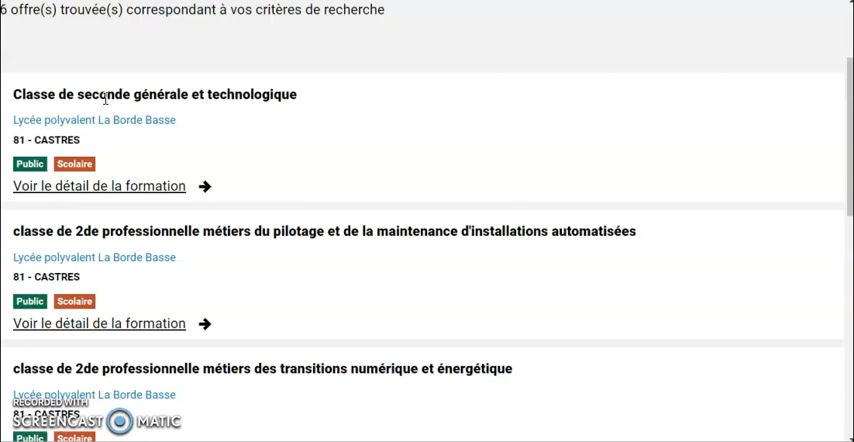 6 offre(s) trouvée(s) correspondant à vos critères de recherche
Classe de seconde générale et technologique
Lycée polyvalent La Borde Basse
81 - CASTRES
Public Scolaire
Voir le détail de la formation
classe de 2de professionnelle métiers du pilotage et de la maintenance d'installations automatisées
Lycée polyvalent La Borde Basse
81 - CASTRES
Public Scolaire
Voir le détail de la formation
classe de 2de professionnelle métiers des transitions numérique et énergétique
Lycée polyvalent La Borde Basse
RECORDED WITH
81 - CASTRES
SCREENCAST MATIC
Public Scolaire